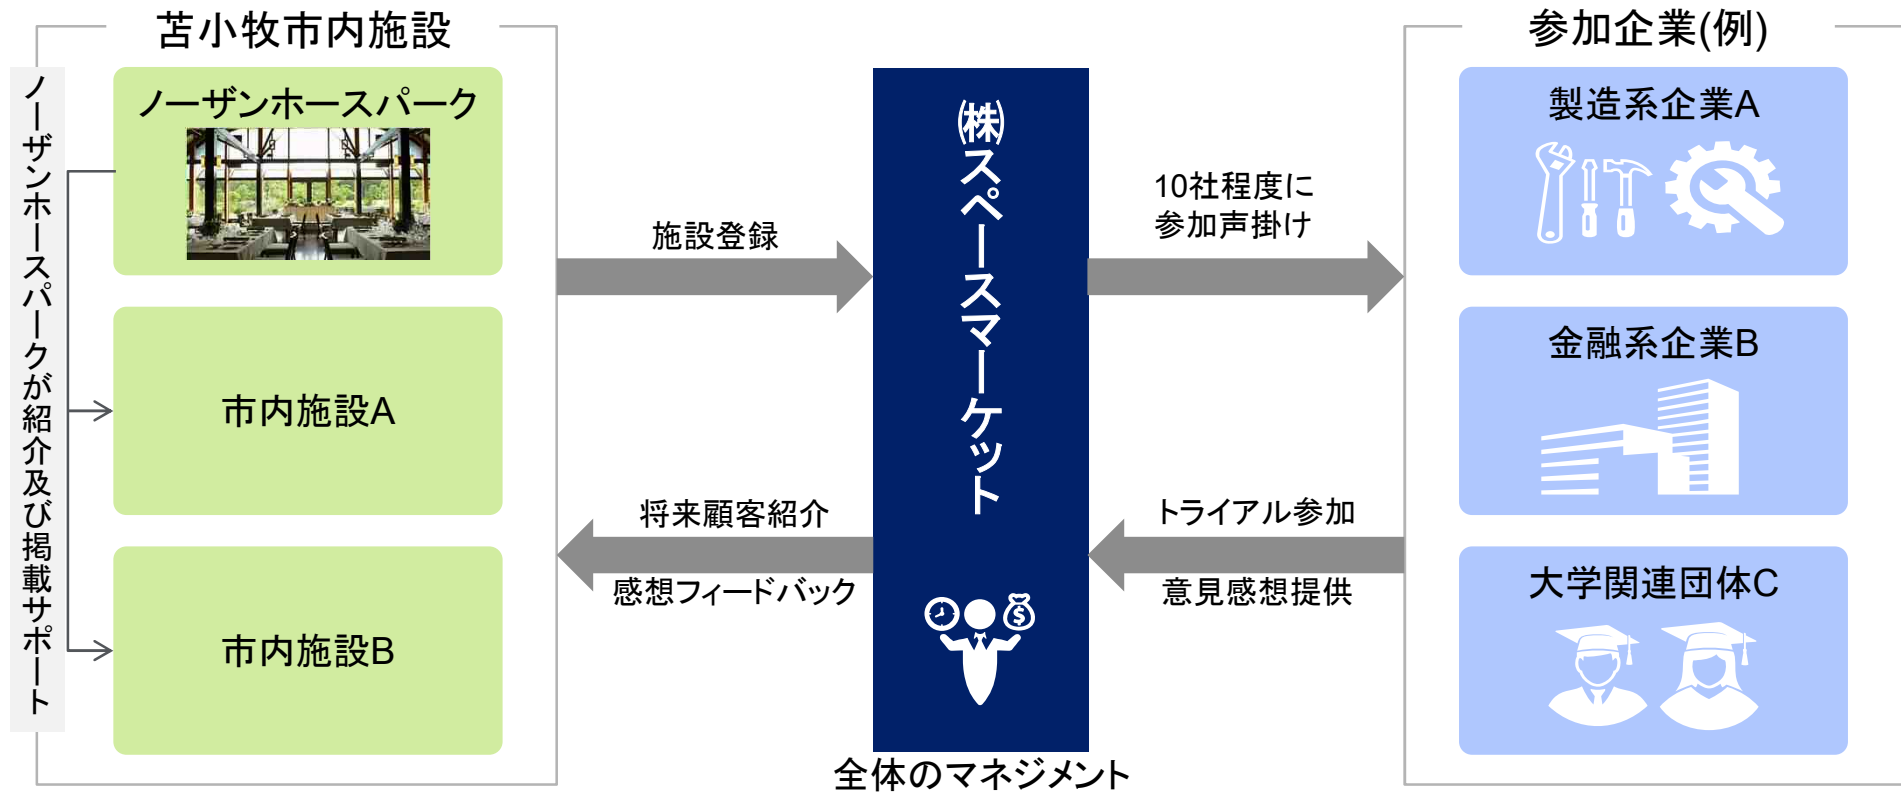 苫小牧市内施設
ノーザンホースパークが紹介及び掲載サポート
ノーザンホースパーク
市内施設A
市内施設B
施設登録
将来顧客紹介
感想フィードバック
㈱スペースマーケット
全体のマネジメント
10社程度に
参加声掛け
トライアル参加
意見感想提供
参加企業(例)
製造系企業A
金融系企業B
大学関連団体C